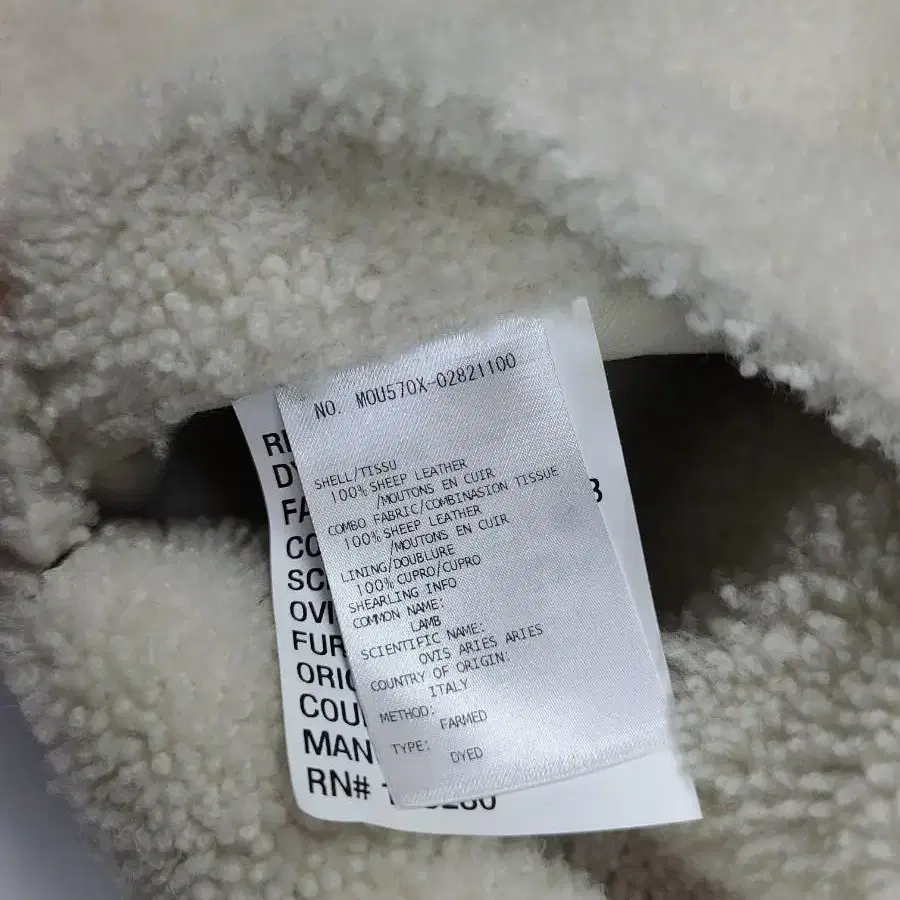 NO. MOU570X-02821100
SHELL/TISSU
100% SHEEP LEATHER
/MOUTONS EN CUIR
COMBO FABRIC/COMBINASION TISSUE
100% SHEEP LEATHER
/MOUTONS EN CUIR
LINING/DOUBLURE
100% CUPRO/CUPRO
SHEARLING INFO
COMMON NAME:
LAMB
SCIENTIFIC NAME:
OVIS ARIES ARIES
COUNTRY OF ORIGIN:
ITALY
METHOD:
FARMED
TYPE:
DYED
FUR
MAN
RN#